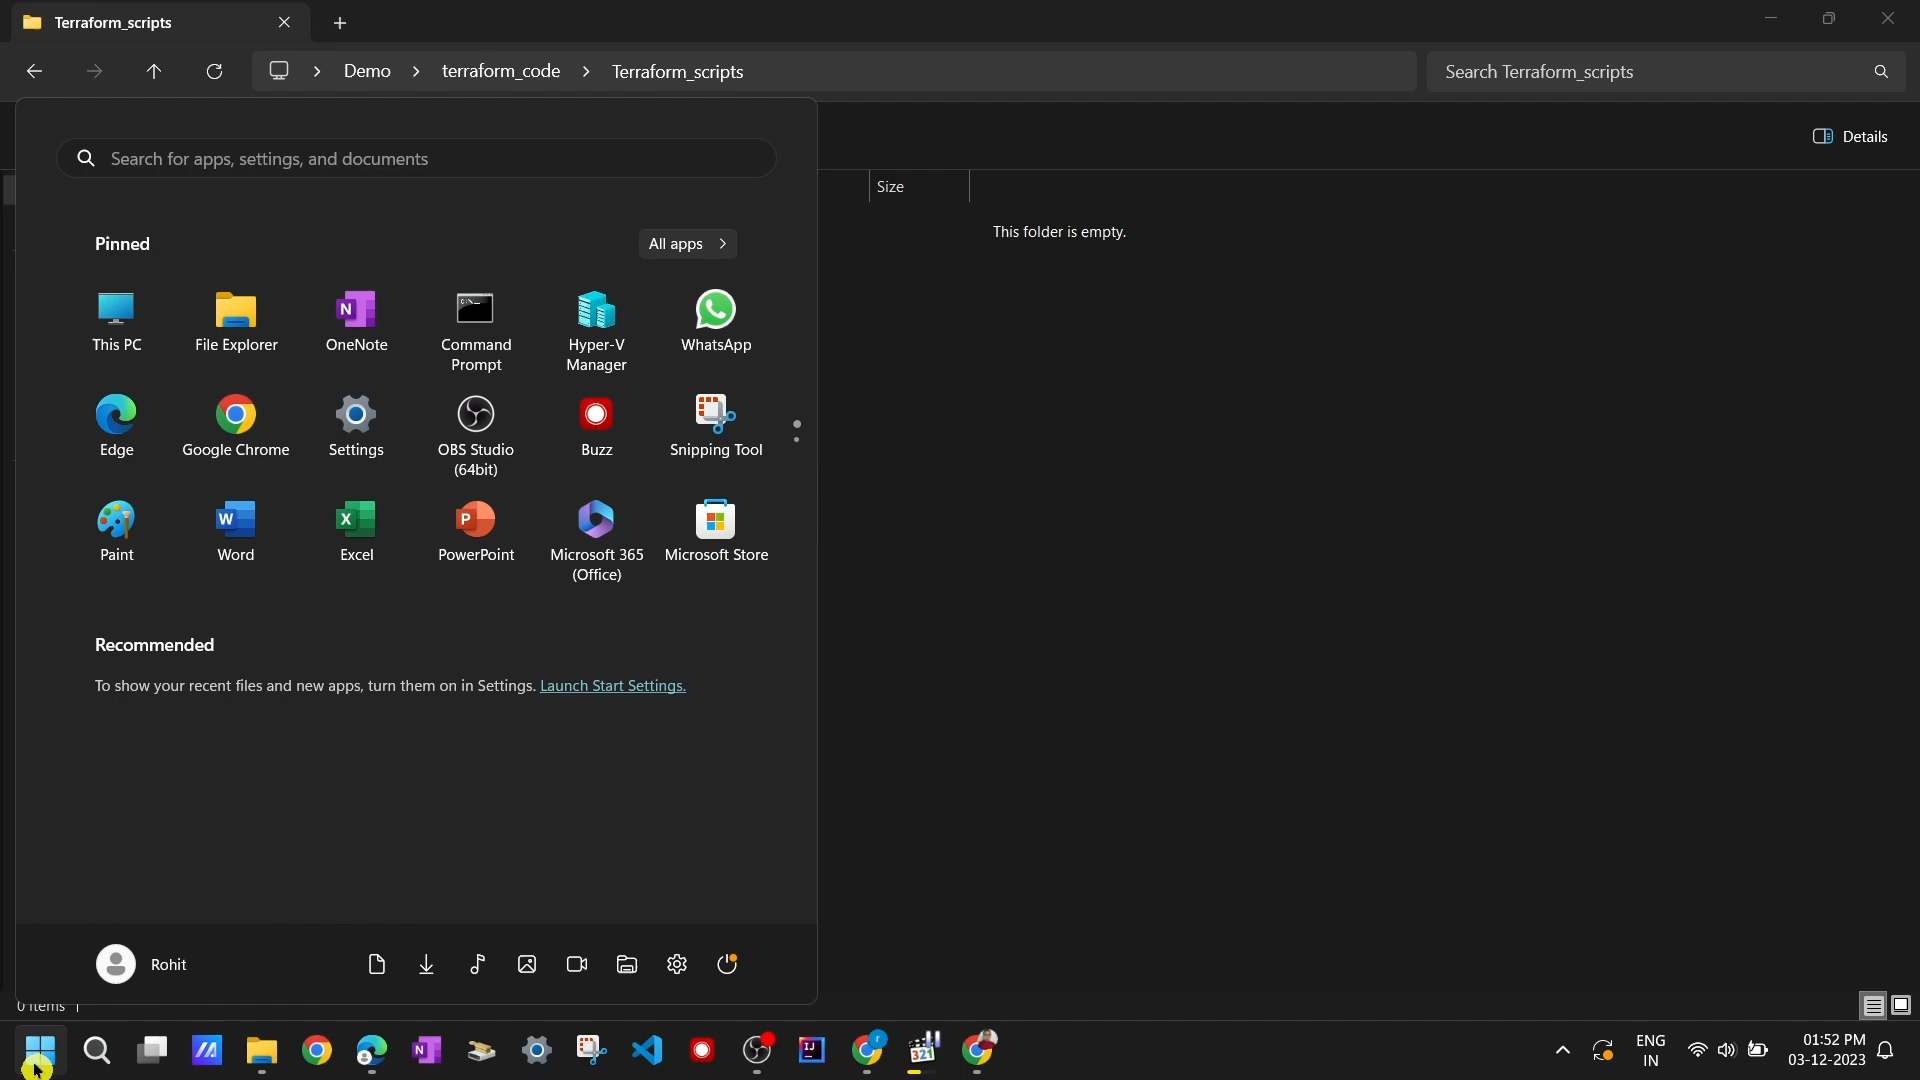 Terraform_scripts
Demo > terraform_code > Terraform_scripts
Search Terraform_scripts
Search for apps, settings, and documents
Details
Size
This folder is empty.
Pinned
All apps
This PC
File Explorer
OneNote
Command
Prompt
Hyper-V
Manager
WhatsApp
Edge
Google Chrome
Settings
OBS Studio
(64bit)
Buzz
Snipping Tool
Paint
Word
Excel
PowerPoint
Microsoft 365
(Office)
Microsoft Store
Recommended
To show your recent files and new apps, turn them on in Settings. Launch Start Settings.
Rohit
0 items
ENG
IN
01:52 PM
03-12-2023